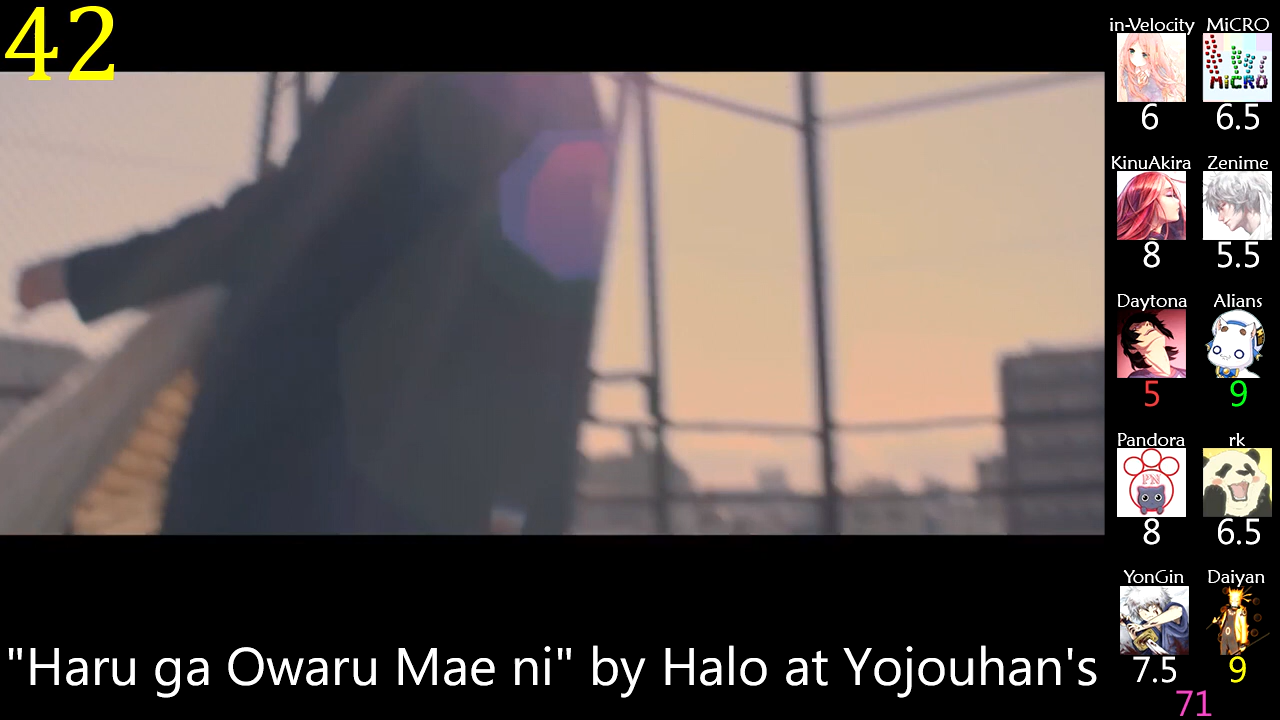 42
in-Velocity MiCRO
MiCRO
6 6.5
KinuAkira Zenime
8 5.5
Daytona Alians
5 9
Pandora rk
PN
8 6.5
YonGin Daiyan
7.5 9
"Haru ga Owaru Mae ni" by Halo at Yojouhan's
71